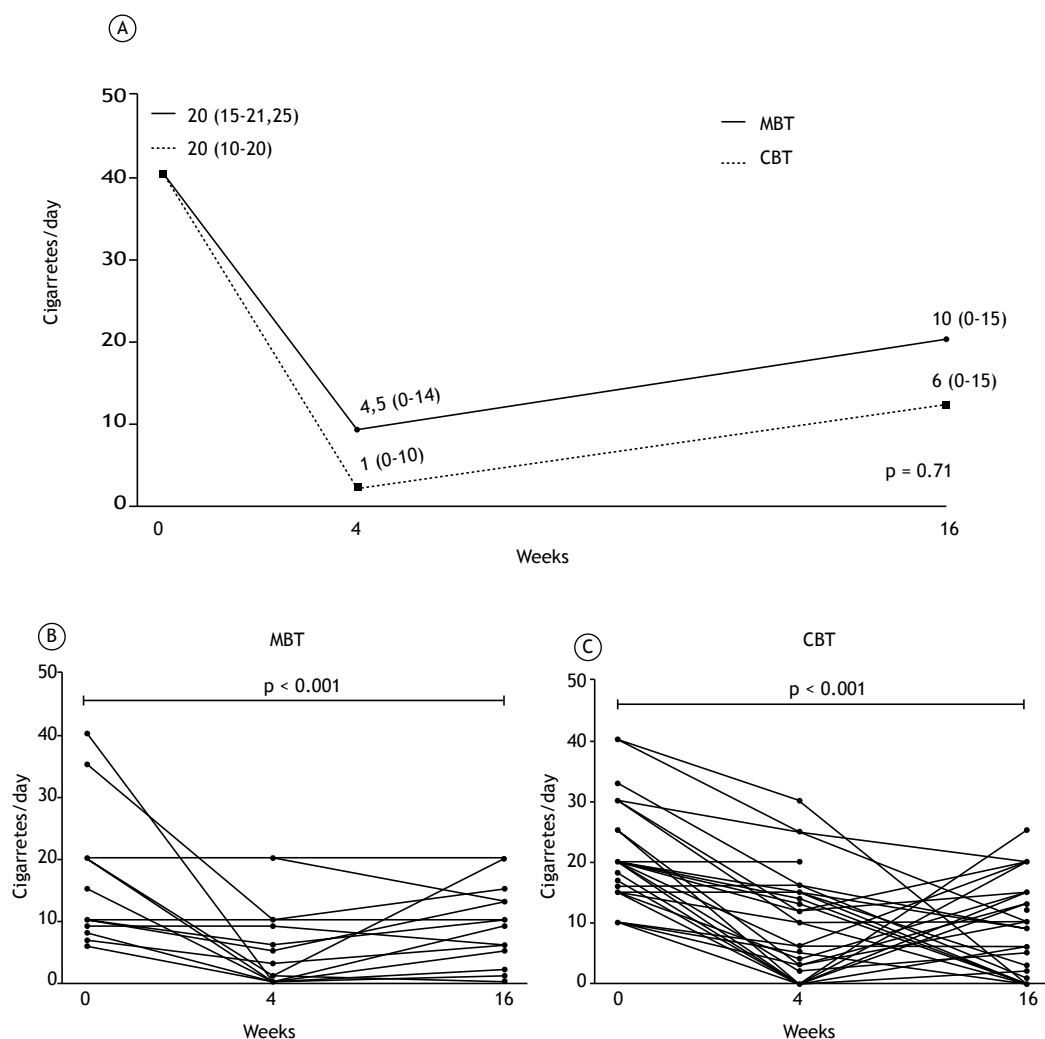 A
50
40
30
20
10
0
Cigarretes/day
20 (15-21,25)
20 (10-20)
MBT
CBT
4,5 (0-14)
1 (0-10)
10 (0-15)
6 (0-15)
p = 0.71
0 4 16
Weeks
B
MBT
p < 0.001
50
40
30
20
10
0
Cigarretes/day
0 4 16
Weeks
C
CBT
p < 0.001
50
40
30
20
10
0
Cigarretes/day
0 4 16
Weeks